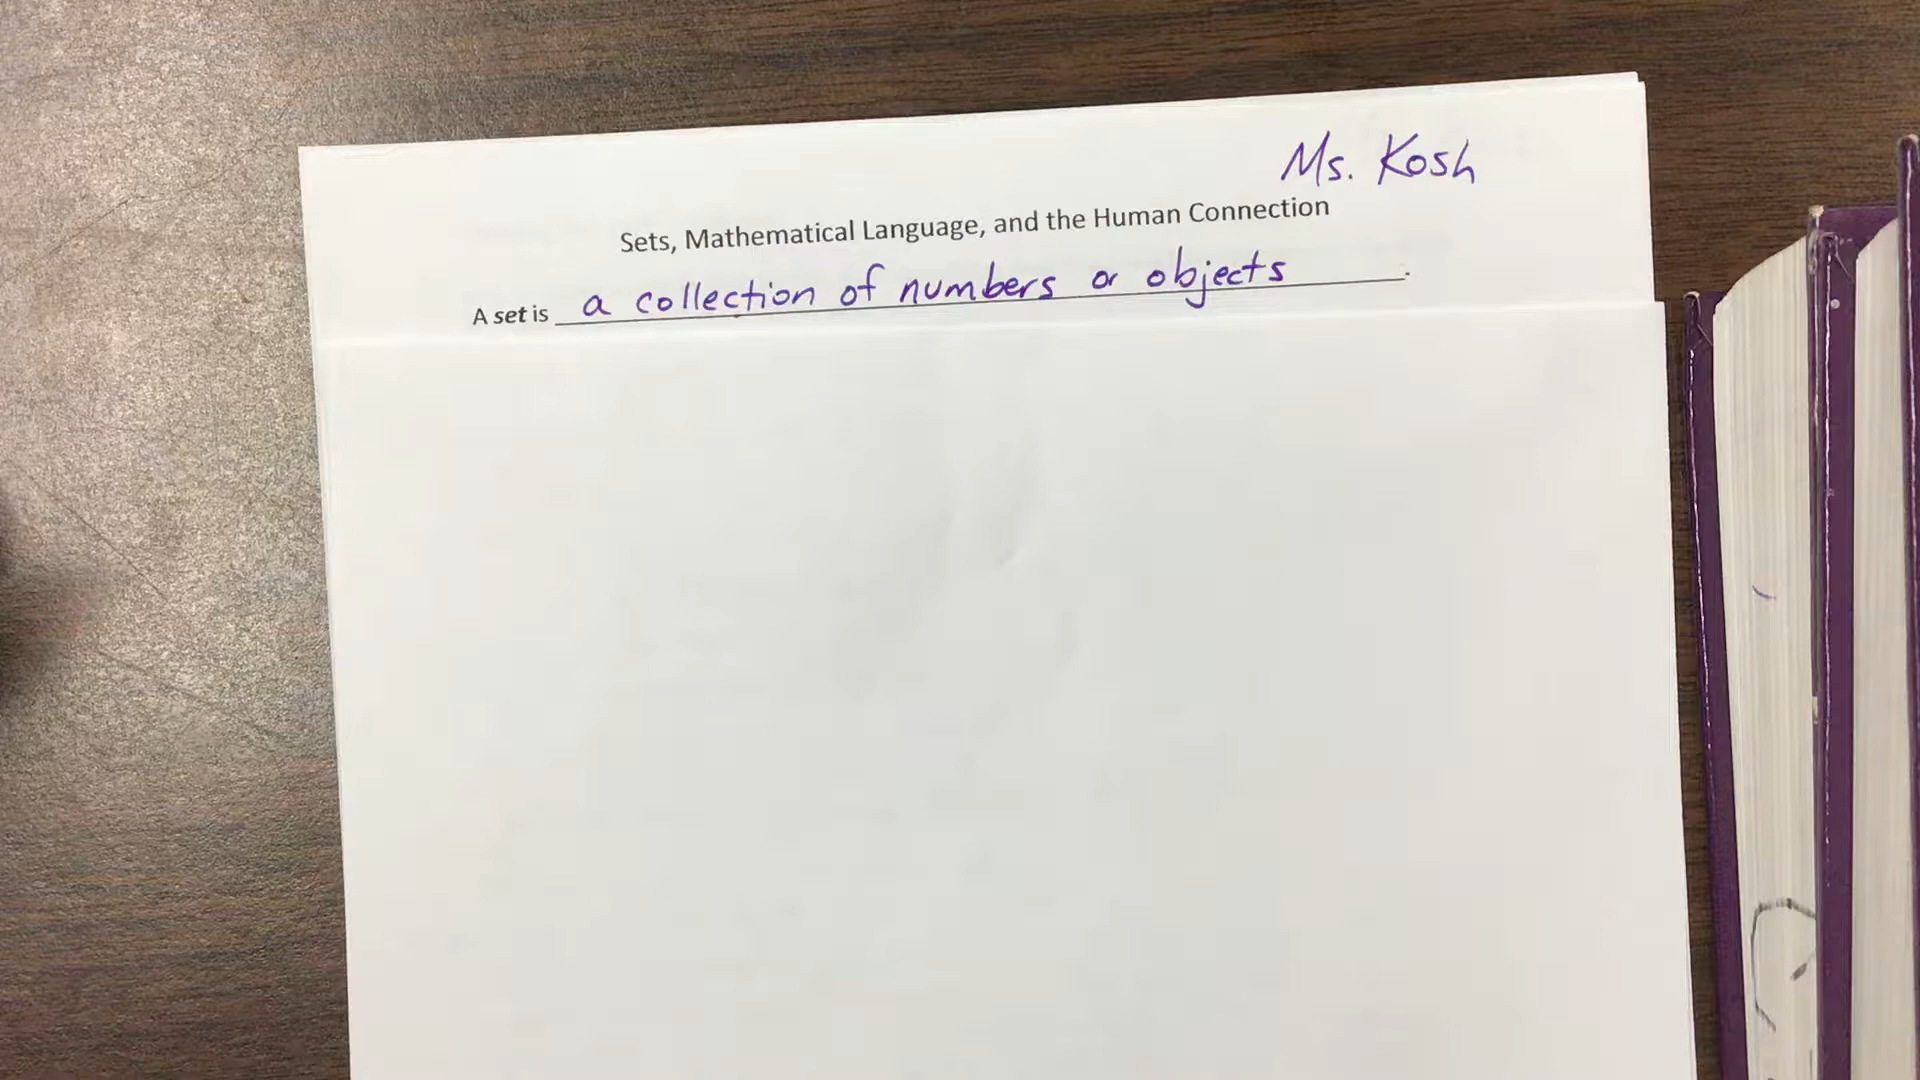 Ms. Kosh
Sets, Mathematical Language, and the Human Connection
A set is a collection of numbers or objects.